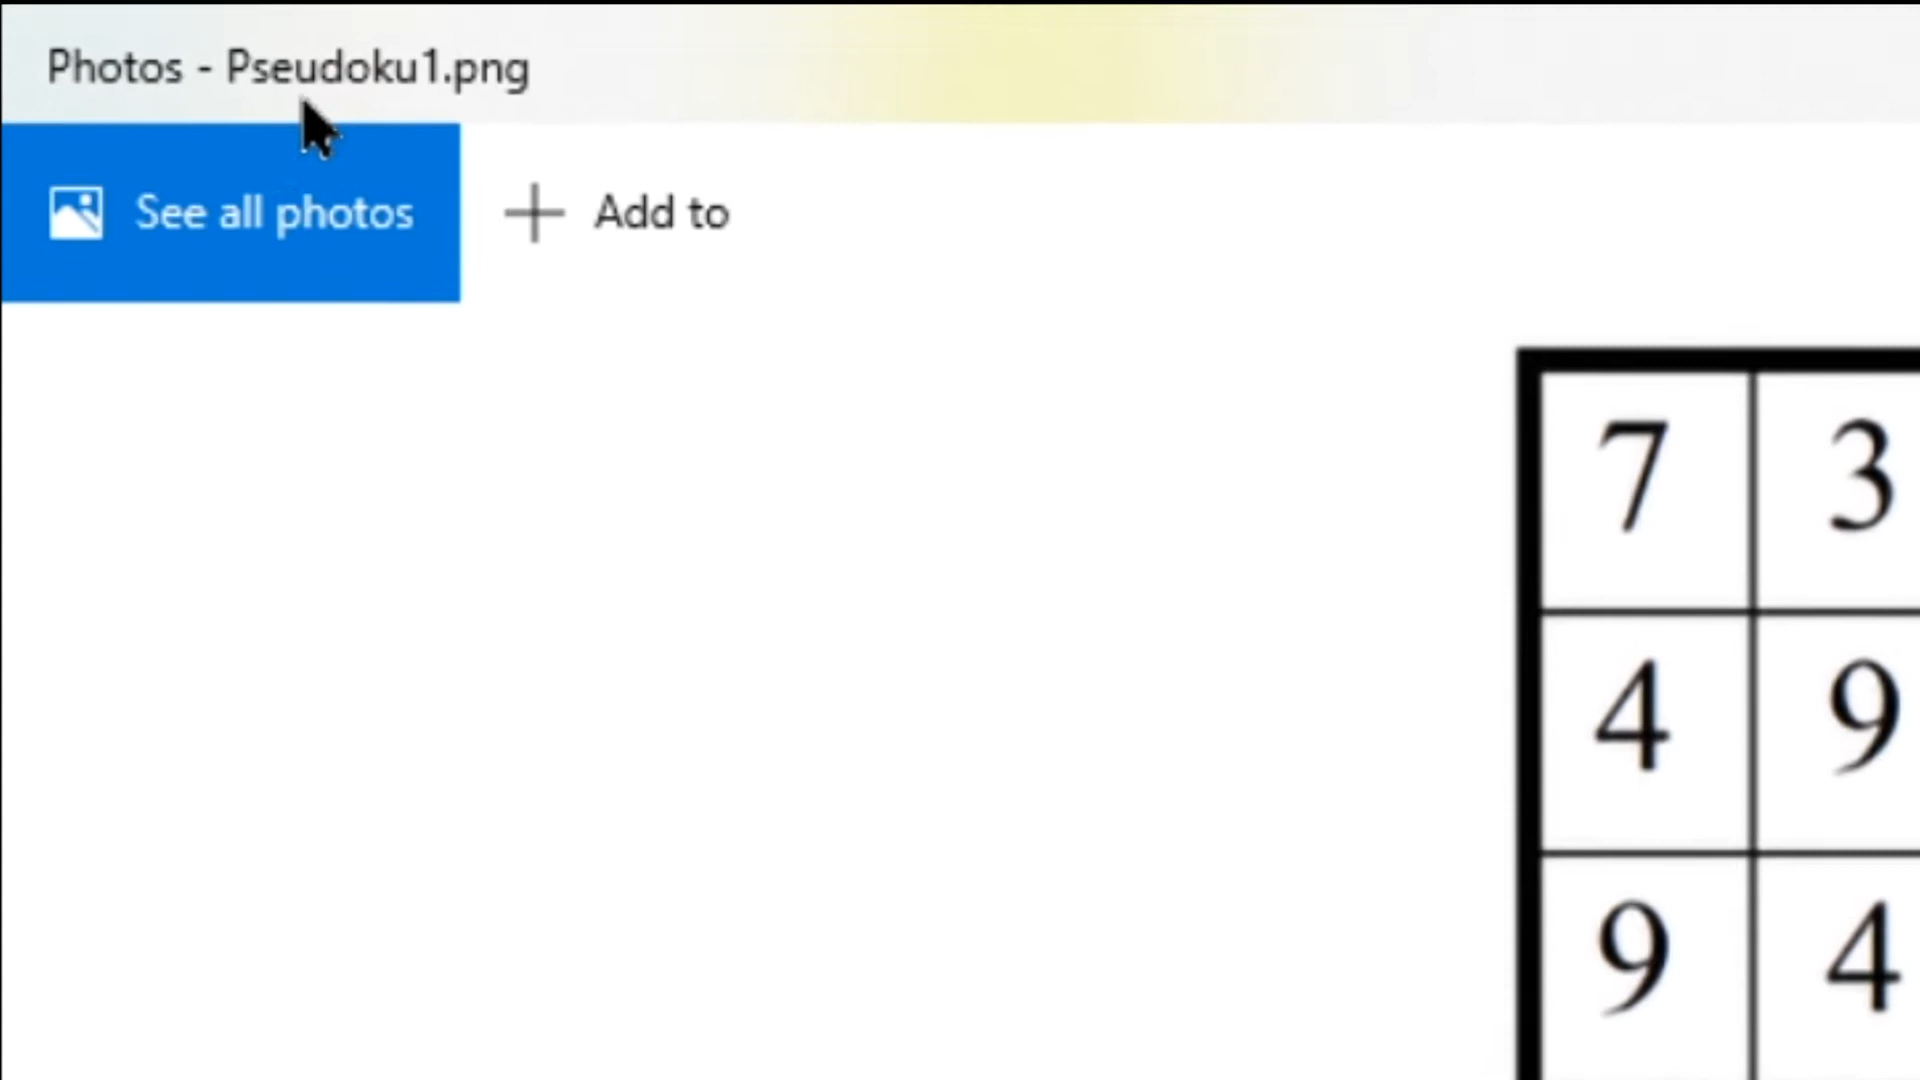 Photos - Pseudoku1.png
See all photos
Add to
7 3
4 9
9 4